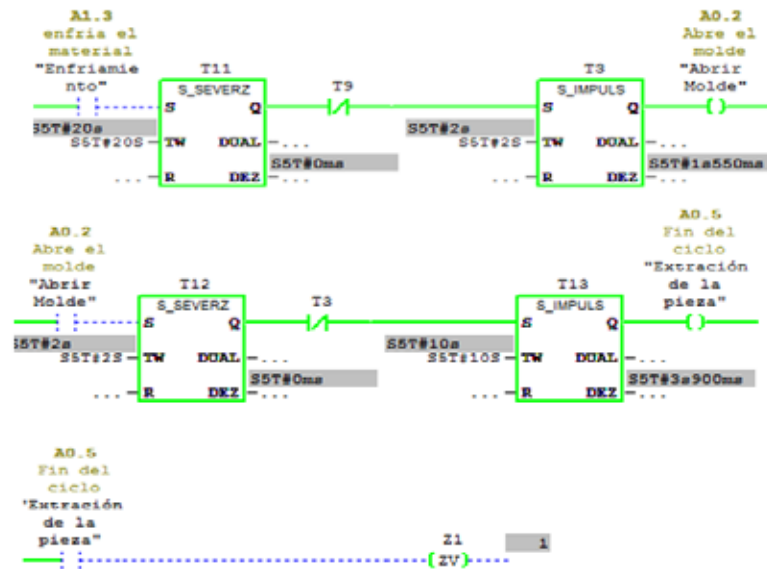 A1.3
enfria el
material
"Enfriamie
nto"
T11
S_SEVERZ
S
Q
S5T#20s
S5T#20S
TW
DUAL
...
S5T#0ms
...
R
DEZ
...
T9
T3
S_IMPULS
S
Q
S5T#2s
S5T#2S
TW
DUAL
...
S5T#1s550ms
...
R
DEZ
...
A0.2
Abre el
molde
"Abrir
Molde"
A0.2
Abre el
molde
"Abrir
Molde"
T12
S_SEVERZ
S
Q
S5T#2s
S5T#2S
TW
DUAL
...
S5T#0ms
...
R
DEZ
...
T3
T13
S_IMPULS
S
Q
S5T#10s
S5T#10S
TW
DUAL
...
S5T#3s900ms
...
R
DEZ
...
A0.5
Fin del
ciclo
"Extración
de la
pieza"
A0.5
Fin del
ciclo
"Extración
de la
pieza"
Z1
ZV
1